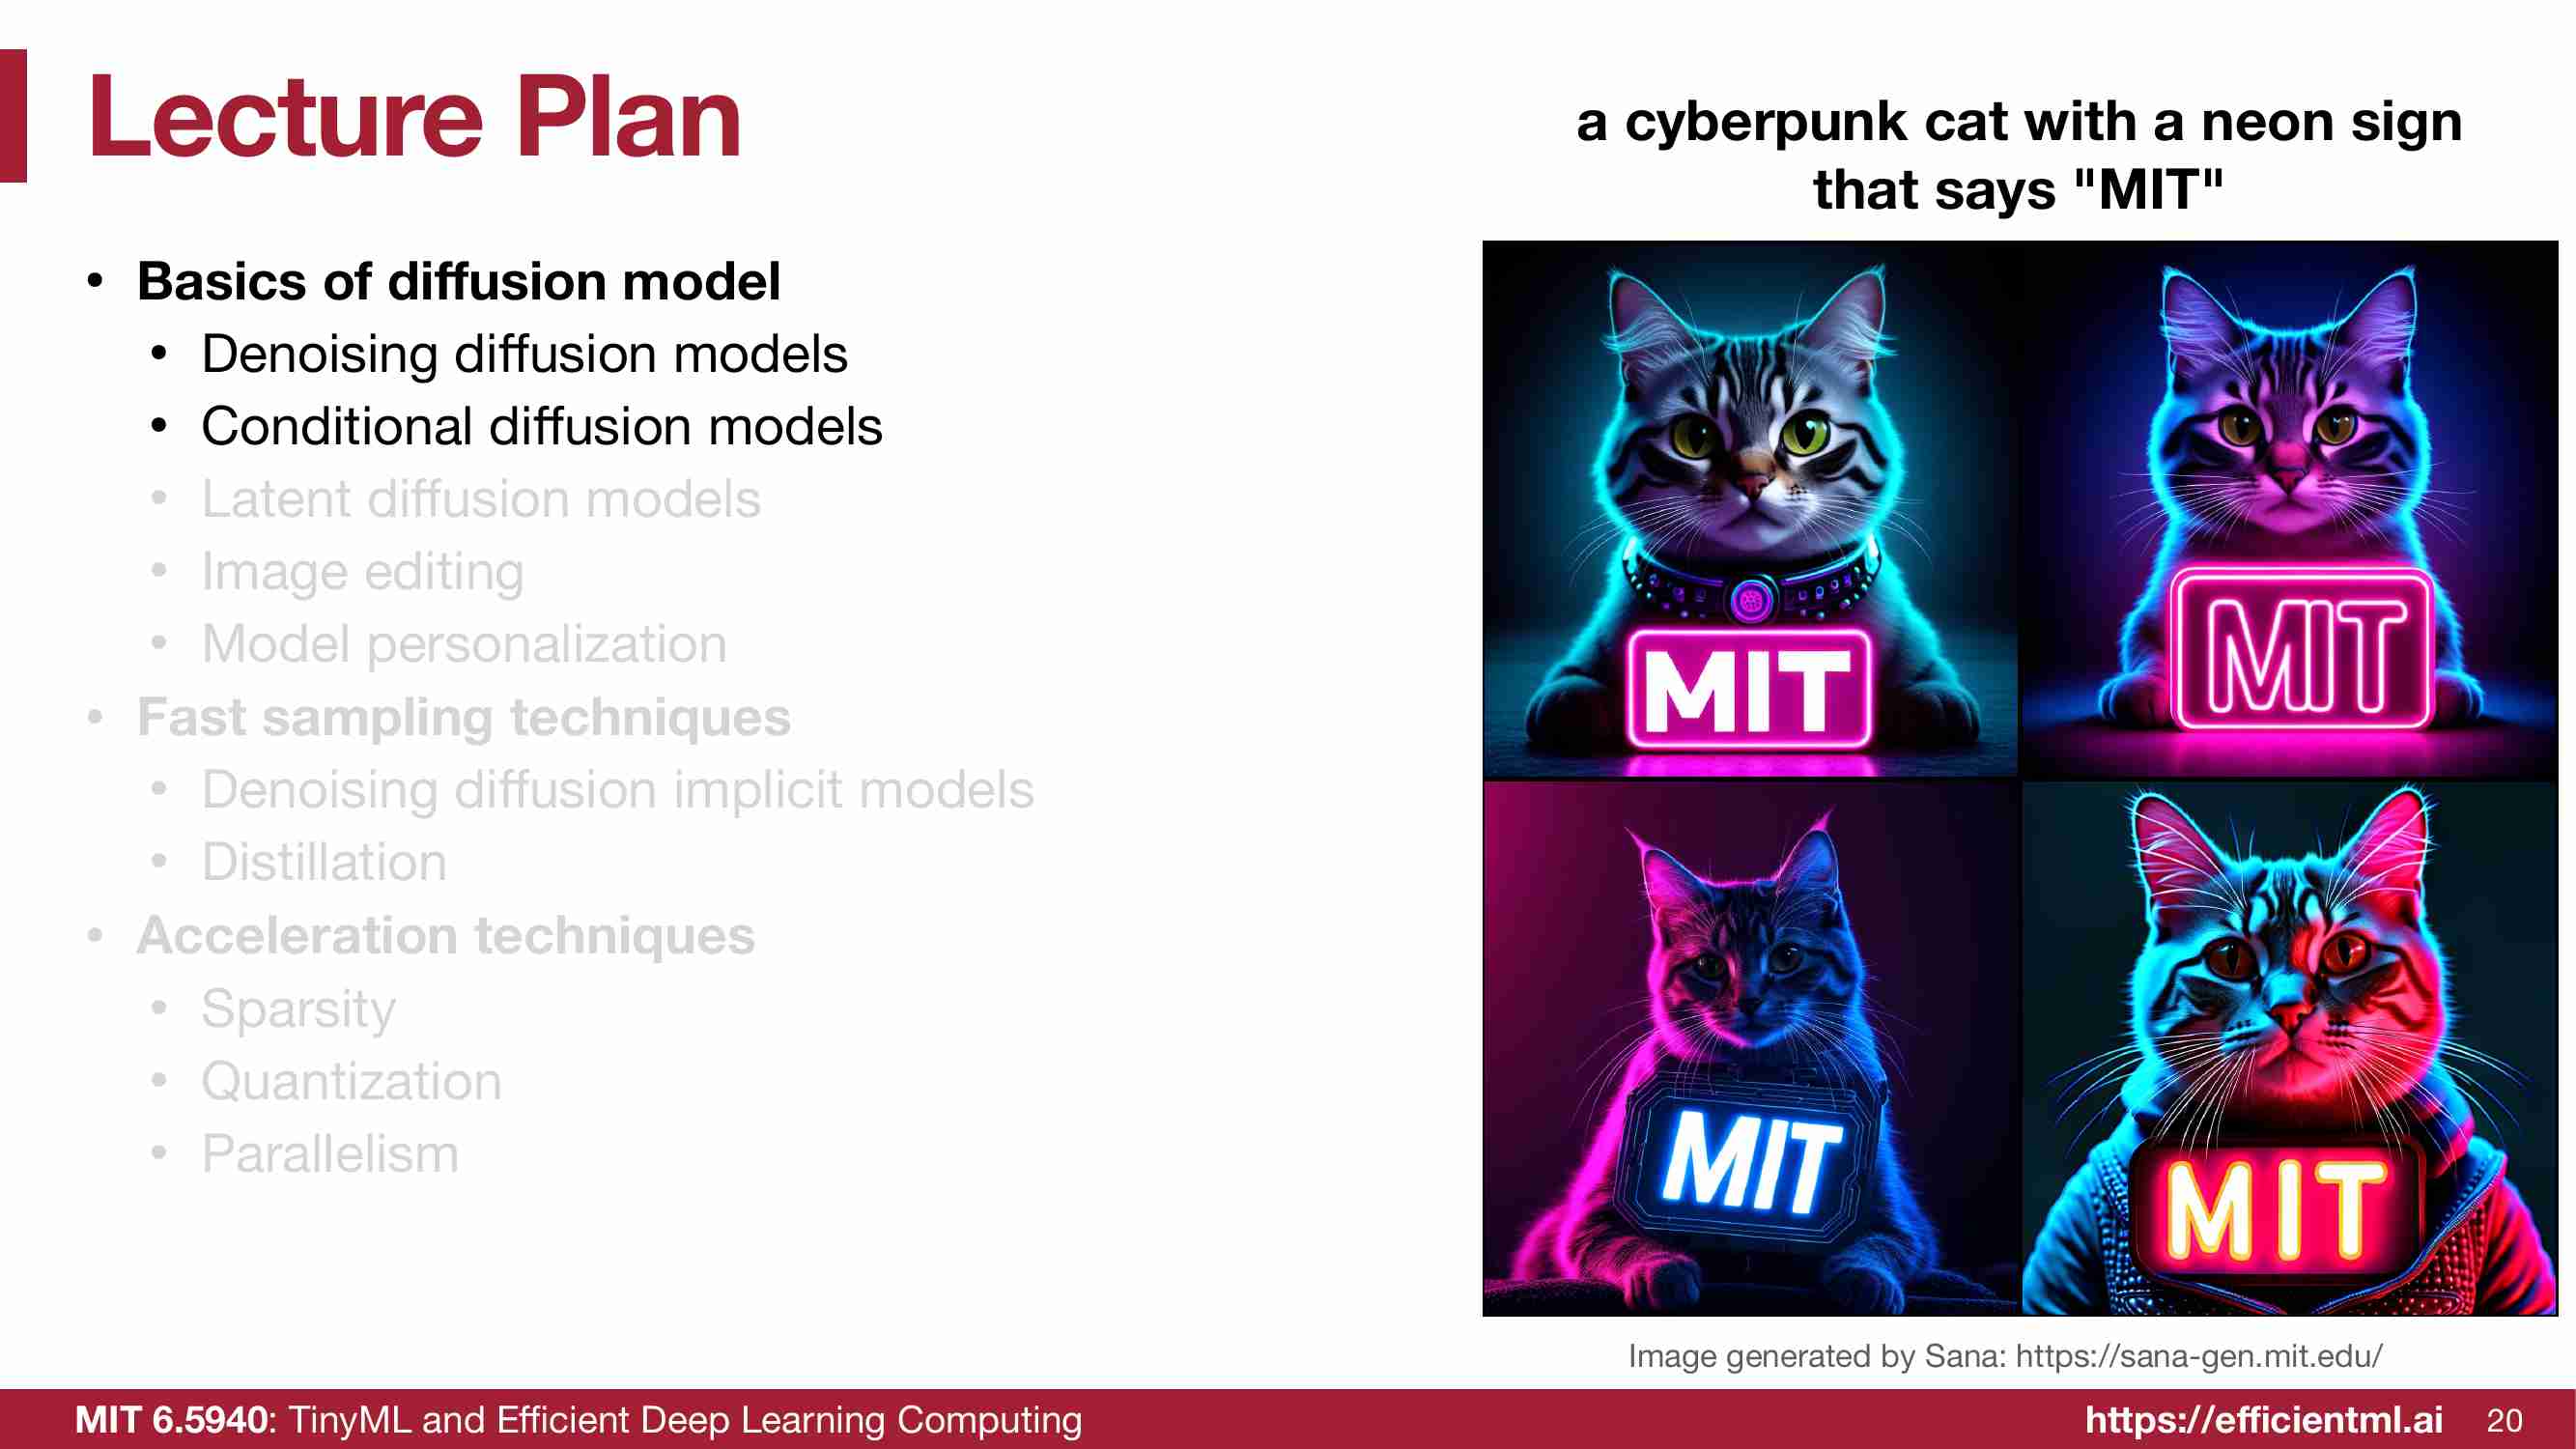 Lecture Plan
a cyberpunk cat with a neon sign
that says "MIT"
• Basics of diffusion model
• Denoising diffusion models
• Conditional diffusion models
• Latent diffusion models
• Image editing
• Model personalization
• Fast sampling techniques
• Denoising diffusion implicit models
• Distillation
• Acceleration techniques
• Sparsity
• Quantization
• Parallelism
MIT
MIT
MIT
MIT
Image generated by Sana: https://sana-gen.mit.edu/
MIT 6.5940: TinyML and Efficient Deep Learning Computing
https://efficientml.ai 20